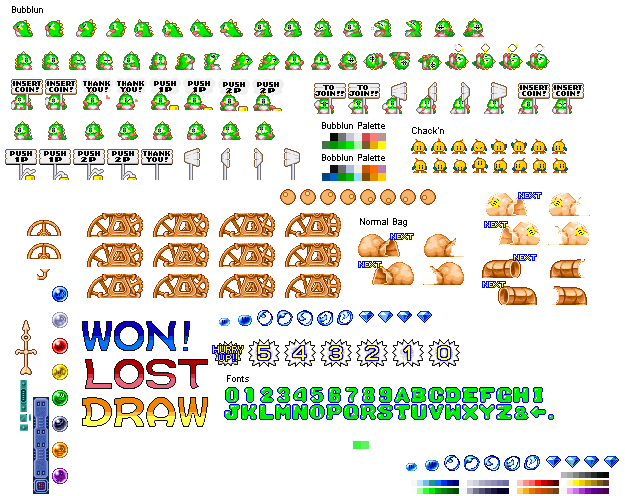 Bubblun
INSERT COIN! INSERT COIN! THANK YOU! THANK YOU! PUSH 1P PUSH 1P PUSH 2P PUSH 2P
TO JOIN!! TO JOIN!! INSERT COIN! INSERT COIN!
Bubblun Palette
Chack'n
PUSH 1P PUSH 1P PUSH 2P PUSH 2P THANK YOU!
Bubblun Palette
NEXT
Normal Bag
NEXT
NEXT
NEXT
NEXT
NEXT
WON!
HURRY UP!! 5 4 3 2 1 0
LOST
Fonts
0123456789ABCDEFGHI
DRAW
JKLMNOPQRSTUVWXYZ&←.